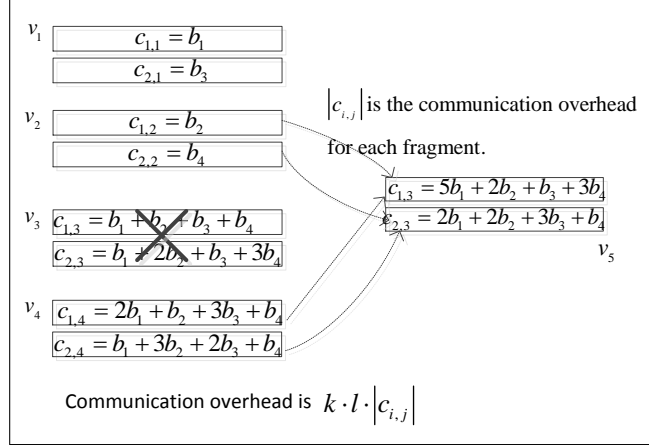 v₁
c₁,₁ = b₁
c₂,₁ = b₃
v₂
c₁,₂ = b₂
c₂,₂ = b₄
|cᵢ,ⱼ| is the communication overhead
for each fragment.
v₃
c₁,₃ = b₁ + b₂ + b₃ + b₄
c₂,₃ = b₁ + 2b₂ + b₃ + 3b₄
c₁,₃ = 5b₁ + 2b₂ + b₃ + 3b₄
c₂,₃ = 2b₁ + 2b₂ + 3b₃ + b₄
v₅
v₄
c₁,₄ = 2b₁ + b₂ + 3b₃ + b₄
c₂,₄ = b₁ + 3b₂ + 2b₃ + b₄
Communication overhead is k · l · |cᵢ,ⱼ|